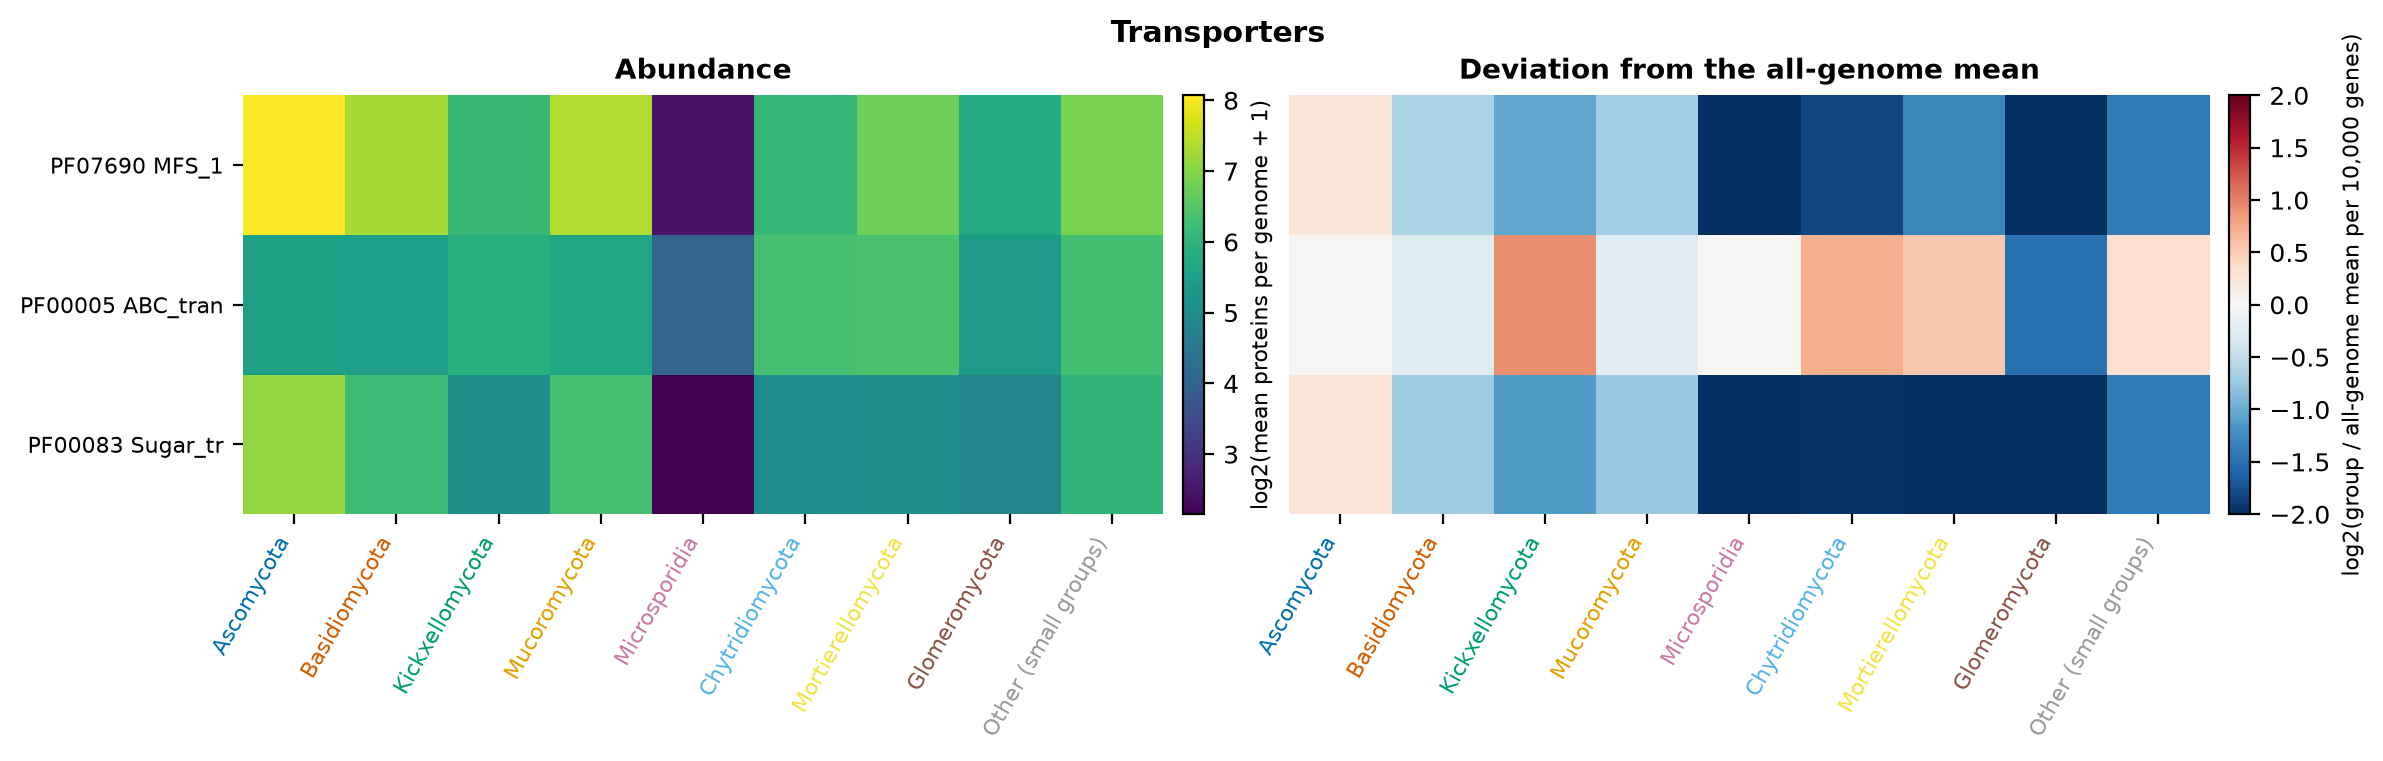 Transporters
Abundance
PF07690 MFS_1
PF00005 ABC_tran
PF00083 Sugar_tr
Ascomycota
Basidiomycota
Kickxellomycota
Mucoromycota
Microsporidia
Chytridiomycota
Mortierellomycota
Glomeromycota
Other (small groups)
8
7
6
5
4
3
log2(mean proteins per genome + 1)
Deviation from the all-genome mean
Ascomycota
Basidiomycota
Kickxellomycota
Mucoromycota
Microsporidia
Chytridiomycota
Mortierellomycota
Glomeromycota
Other (small groups)
2.0
1.5
1.0
0.5
0.0
−0.5
−1.0
−1.5
−2.0
log2(group / all-genome mean per 10,000 genes)